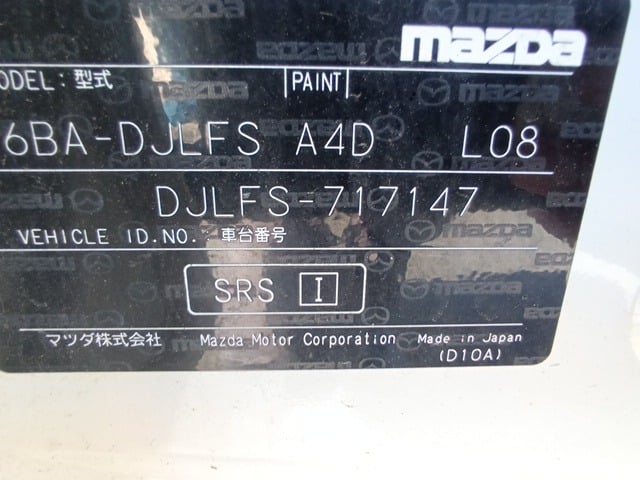 mazda
ODEL:型式 PAINT
6BA-DJLFS A4D L08
DJLFS-717147
VEHICLE ID.NO.:車台番号
SRS I
マツダ株式会社 Mazda Motor Corporation Made in Japan
(D10A)